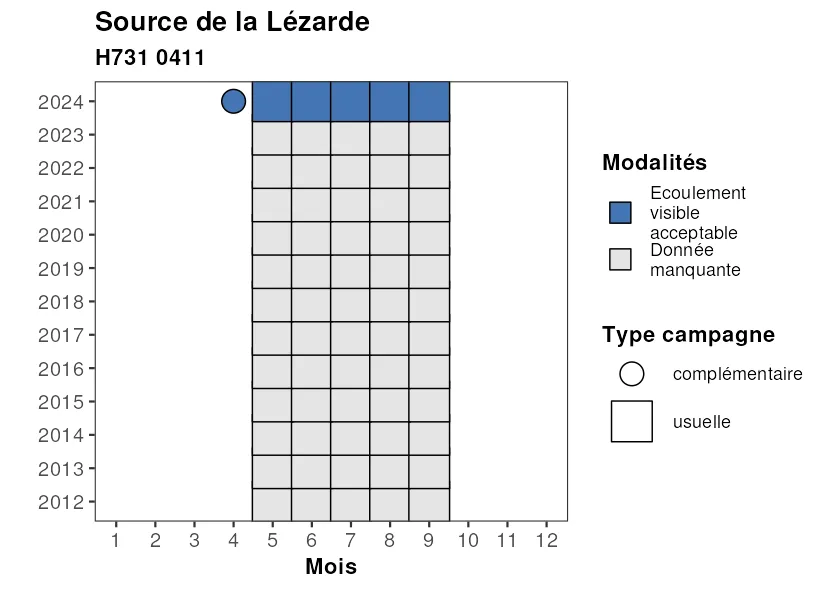 Source de la Lézarde
H731 0411
2024
2023
2022
2021
2020
2019
2018
2017
2016
2015
2014
2013
2012
1 2 3 4 5 6 7 8 9 10 11 12
Mois
Modalités
Ecoulement
visible
acceptable
Donnée
manquante
Type campagne
complémentaire
usuelle